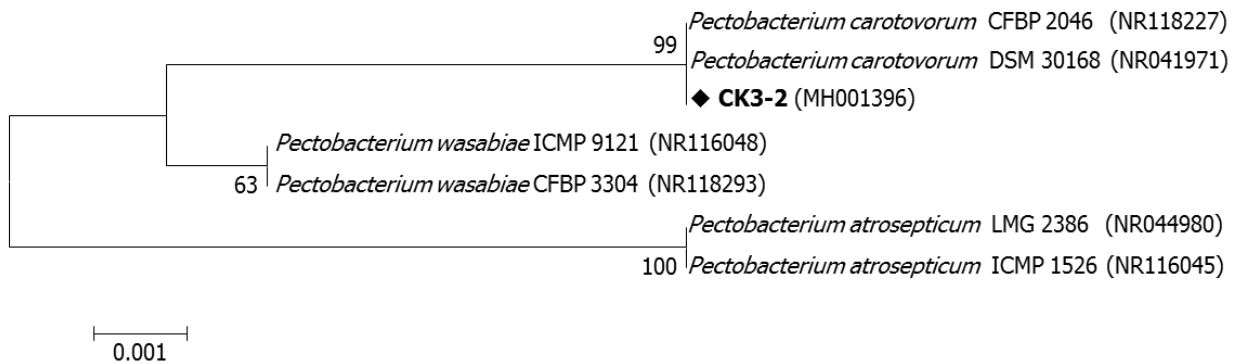 Pectobacterium carotovorum CFBP 2046 (NR118227)
99
Pectobacterium carotovorum DSM 30168 (NR041971)
◆ CK3-2 (MH001396)
Pectobacterium wasabiae ICMP 9121 (NR116048)
63
Pectobacterium wasabiae CFBP 3304 (NR118293)
Pectobacterium atrosepticum LMG 2386 (NR044980)
100
Pectobacterium atrosepticum ICMP 1526 (NR116045)
0.001